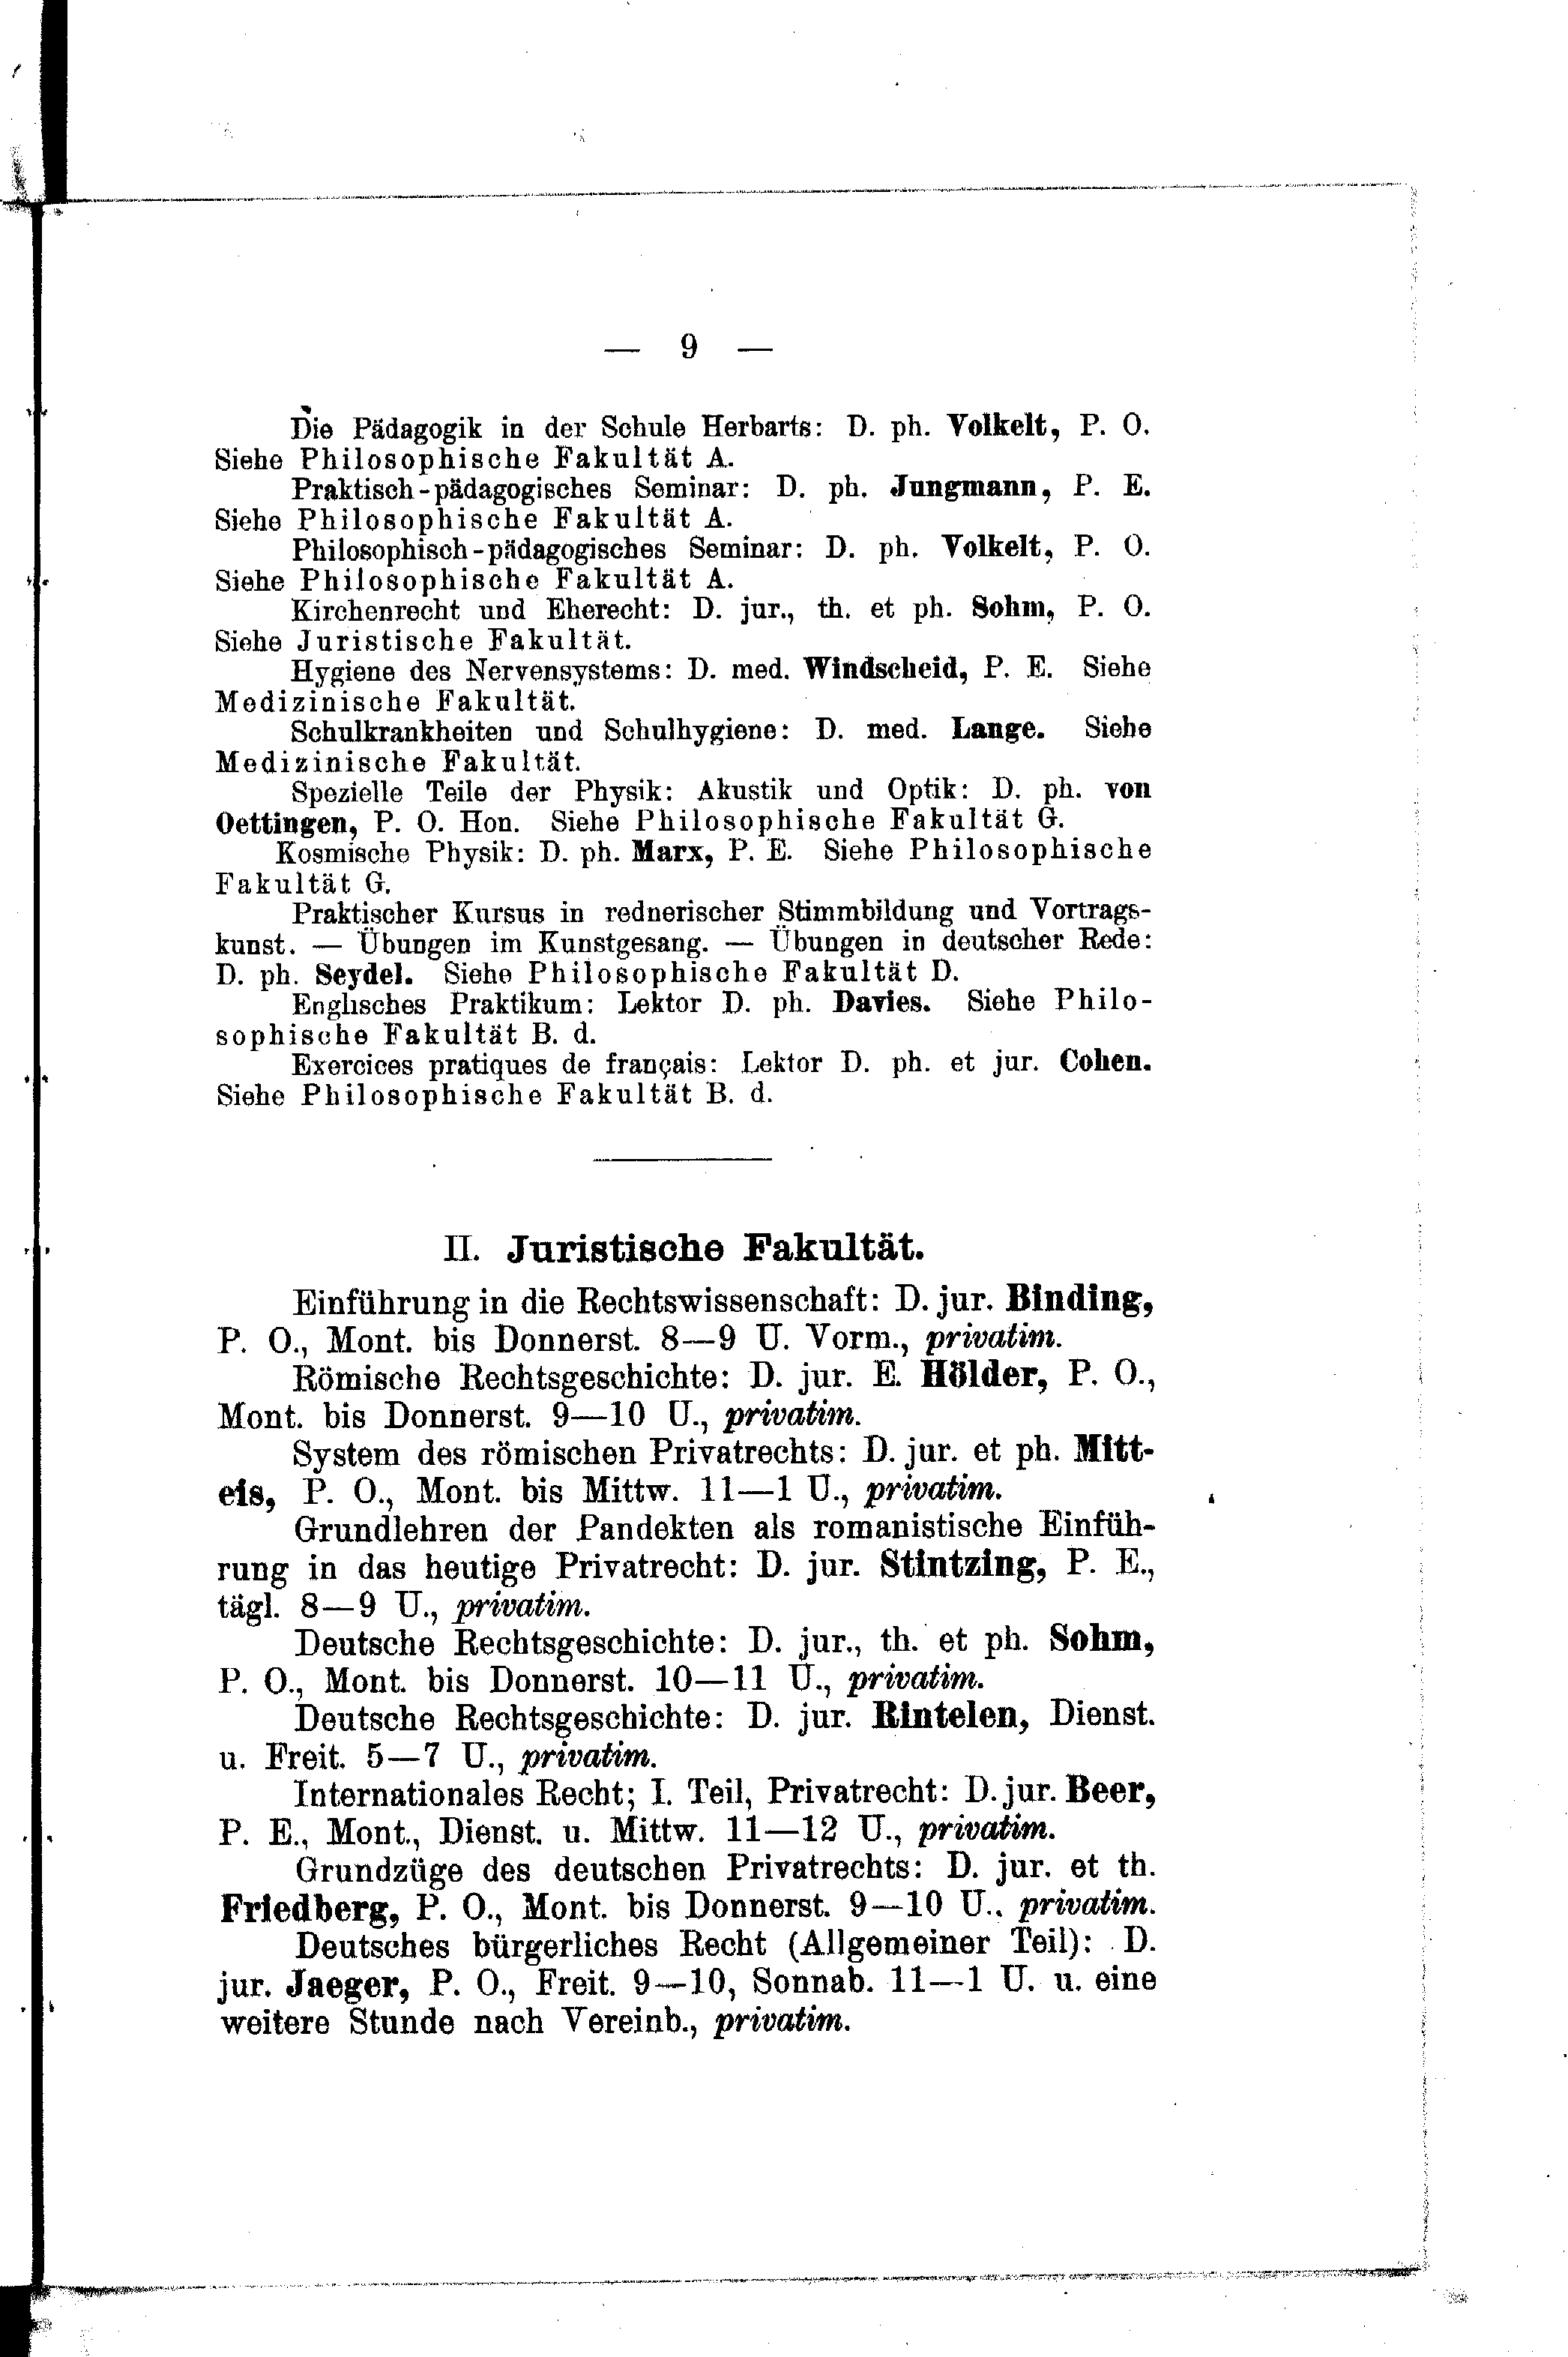 — 9 —
Die Pädagogik in der Schule Herbarts: D. ph. Volkelt, P. O.
Siehe Philosophische Fakultät A.
Praktisch-pädagogisches Seminar: D. ph. Jungmann, P. E.
Siehe Philosophische Fakultät A.
Philosophisch-pädagogisches Seminar: D. ph. Volkelt, P. O.
Siehe Philosophische Fakultät A.
Kirchenrecht und Eherecht: D. jur., th. et ph. Sohm, P. O.
Siehe Juristische Fakultät.
Hygiene des Nervensystems: D. med. Windscheid, P. E. Siehe
Medizinische Fakultät.
Schulkrankheiten und Schulhygiene: D. med. Lange. Siehe
Medizinische Fakultät.
Spezielle Teile der Physik: Akustik und Optik: D. ph. von
Oettingen, P. O. Hon. Siehe Philosophische Fakultät G.
Kosmische Physik: D. ph. Marx, P. E. Siehe Philosophische
Fakultät G.
Praktischer Kursus in rednerischer Stimmbildung und Vortrags-
kunst. — Übungen im Kunstgesang. — Übungen in deutscher Rede:
D. ph. Seydel. Siehe Philosophische Fakultät D.
Englisches Praktikum: Lektor D. ph. Davies. Siehe Philo-
sophische Fakultät B. d.
Exercices pratiques de français: Lektor D. ph. et jur. Cohen.
Siehe Philosophische Fakultät B. d.
II. Juristische Fakultät.
Einführung in die Rechtswissenschaft: D. jur. Binding,
P. O., Mont. bis Donnerst. 8—9 U. Vorm., privatim.
Römische Rechtsgeschichte: D. jur. E. Hölder, P. O.,
Mont. bis Donnerst. 9—10 U., privatim.
System des römischen Privatrechts: D. jur. et ph. Mitt-
eis, P. O., Mont. bis Mittw. 11—1 U., privatim.
Grundlehren der Pandekten als romanistische Einfüh-
rung in das heutige Privatrecht: D. jur. Stintzing, P. E.,
tägl. 8—9 U., privatim.
Deutsche Rechtsgeschichte: D. jur., th. et ph. Sohm,
P. O., Mont. bis Donnerst. 10—11 U., privatim.
Deutsche Rechtsgeschichte: D. jur. Rintelen, Dienst.
u. Freit. 5—7 U., privatim.
Internationales Recht; I. Teil, Privatrecht: D. jur. Beer,
P. E., Mont., Dienst. u. Mittw. 11—12 U., privatim.
Grundzüge des deutschen Privatrechts: D. jur. et th.
Friedberg, P. O., Mont. bis Donnerst. 9—10 U., privatim.
Deutsches bürgerliches Recht (Allgemeiner Teil): D.
jur. Jaeger, P. O., Freit. 9—10, Sonnab. 11—1 U. u. eine
weitere Stunde nach Vereinb., privatim.